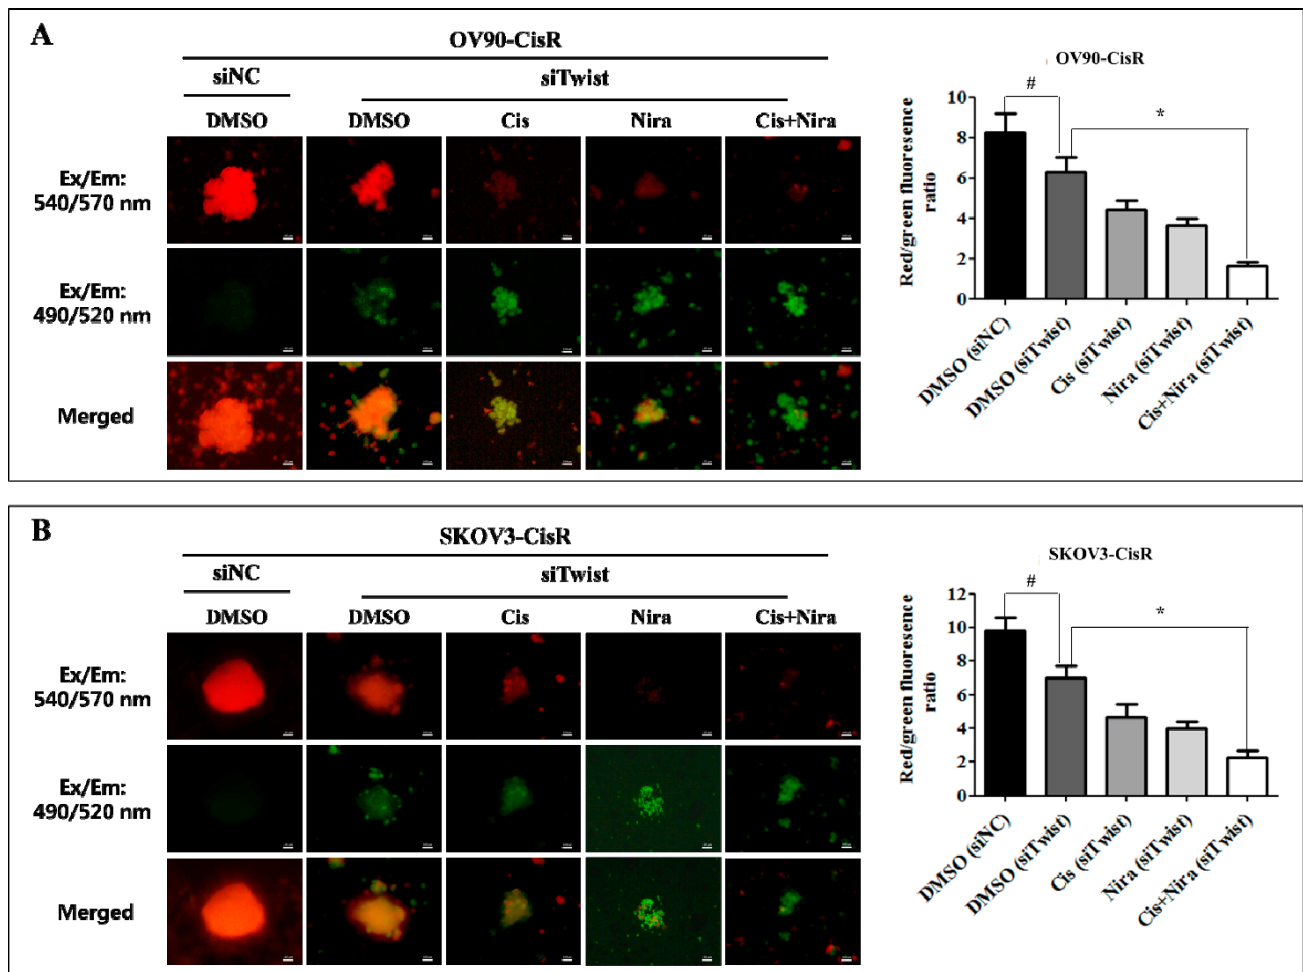 A
OV90-CisR
siNC
siTwist
DMSO
DMSO
Cis
Nira
Cis+Nira
Ex/Em:
540/570 nm
Ex/Em:
490/520 nm
Merged
OV90-CisR
#
*
Red/green fluoresence
ratio
10
8
6
4
2
0
DMSO (siNC)
DMSO (siTwist)
Cis (siTwist)
Nira (siTwist)
Cis+Nira (siTwist)
B
SKOV3-CisR
siNC
siTwist
DMSO
DMSO
Cis
Nira
Cis+Nira
Ex/Em:
540/570 nm
Ex/Em:
490/520 nm
Merged
SKOV3-CisR
#
*
Red/green fluoresence
ratio
12
10
8
6
4
2
0
DMSO (siNC)
DMSO (siTwist)
Cis (siTwist)
Nira (siTwist)
Cis+Nira (siTwist)